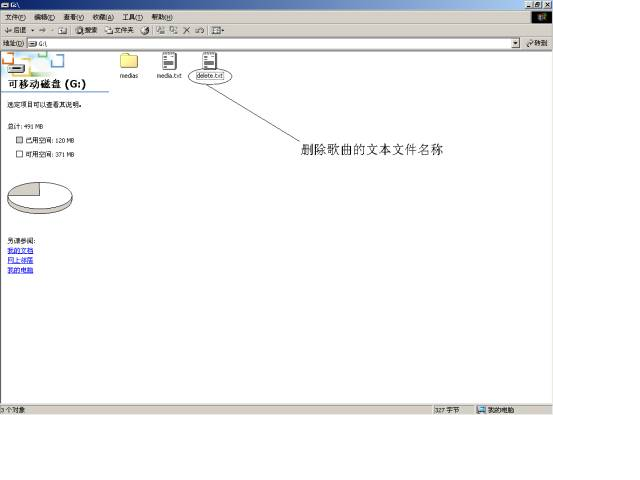 G:\
文件(F) 编辑(E) 查看(V) 收藏(A) 工具(T) 帮助(H)
后退 搜索 文件夹
地址(D) G:\ 转到
medias media.txt delete.txt
可移动磁盘 (G:)
选定项目可以查看其说明。
总计: 491 MB
已用空间: 120 MB
可用空间: 371 MB
删除歌曲的文本文件名称
另请参阅:
我的文档
网上邻居
我的电脑
3 个对象 327 字节 我的电脑